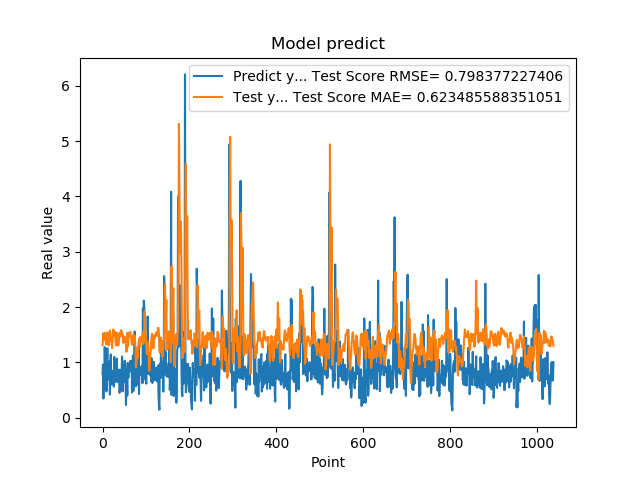 Model predict
Predict y... Test Score RMSE= 0.798377227406
Test y... Test Score MAE= 0.623485588351051
Real value
6
5
4
3
2
1
0
0 200 400 600 800 1000
Point